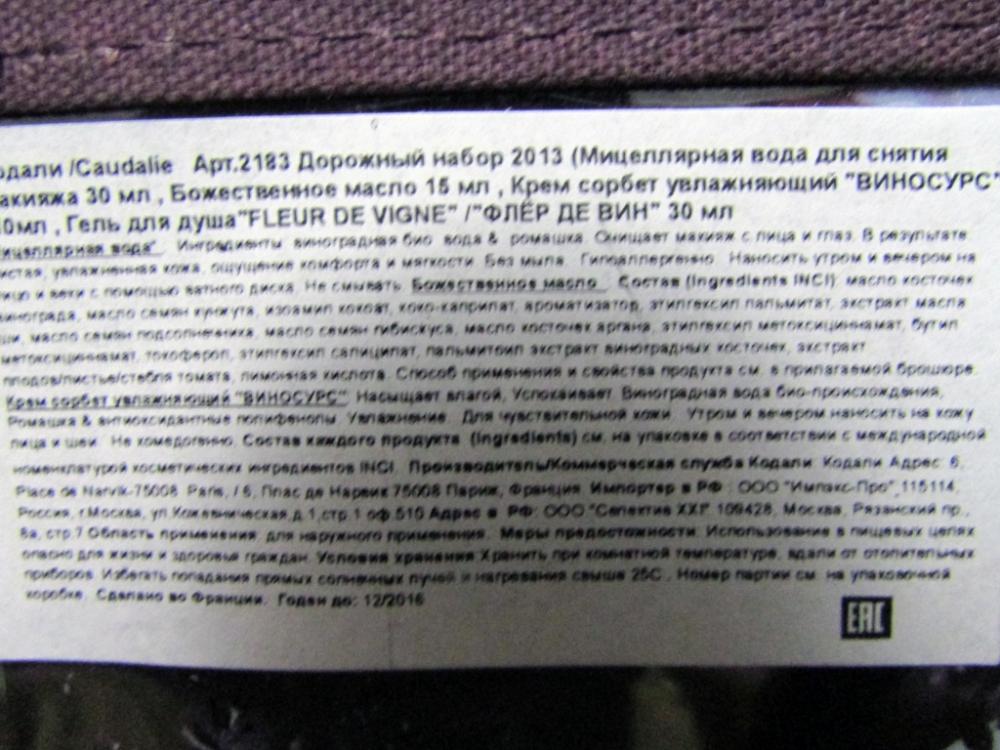 одали /Caudalie Арт.2183 Дорожный набор 2013 (Мицеллярная вода для снятия
акияжа 30 мл , Божественное масло 15 мл , Крем сорбет увлажняющий "ВИНОСУРС"
10мл , Гель для душа"FLEUR DE VIGNE" /"ФЛЁР ДЕ ВИН" 30 мл
ицеллярная вода". Ингредиенты виноградная био вода & ромашка. Очищает макияж с лица и глаз. В результате
истая, увлажненная кожа, ощущение комфорта и мягкости. Без мыла. Гипоаллергенно. Наносить утром и вечером на
ицо и веки с помощью ватного диска. Не смывать. Божественное масло . Состав (Ingredients INCI): масло косточек
инограда, масло семян кунжута, изоамил кокоат, коко-каприлат, ароматизатор, этилгексил пальмитат, экстракт масла
ши, масло семян подсолнечника, масло семян гибискуса, масло косточек аргана, этилгексил метоксициннамат, бутил
метоксициннамат, токоферол, этилгексил салицилат, пальмитоил экстракт виноградных косточек, экстракт
плодов/листье/стебля томата, лимонная кислота. Способ применения и свойства продукта см. в прилагаемой брошюре.
Крем сорбет увлажняющий "ВИНОСУРС" Насыщает влагой, Успокаивает. Виноградная вода био-происхождения,
Ромашка & антиоксидантные полифенолы. Увлажнение. Для чувствительной кожи. Утром и вечером наносить на кожу
лица и шеи. Не комедогенно. Состав каждого продукта (Ingredients) см. на упаковке в соответствии с международной
номенклатурой косметических ингредиентов INCI. Производитель/Коммерческая служба Кодали. Кодали Адрес: 6,
Place de Narvik-75008 Paris, / 6, Плас де Нарвик 75008 Париж, Франция. Импортер в РФ : ООО "Импакс-Про",115114,
Россия, г.Москва, ул.Кожевническая,д.1,стр.1 оф.510 Адрес в РФ: ООО "Селектив XXI" 109428, Москва, Рязанский пр.,
8а, стр.7 Область применения: для наружного применения. Меры предосторожности. Использование в пищевых целях
опасно для жизни и здоровья граждан. Условия хранения Хранить при комнатной температуре, вдали от отопительных
приборов. Избегать попадания прямых солнечных лучей и нагревания свыше 25С . Номер партии см. на упаковочной
коробке. Сделано во Франции. Годен до: 12/2016
EAC